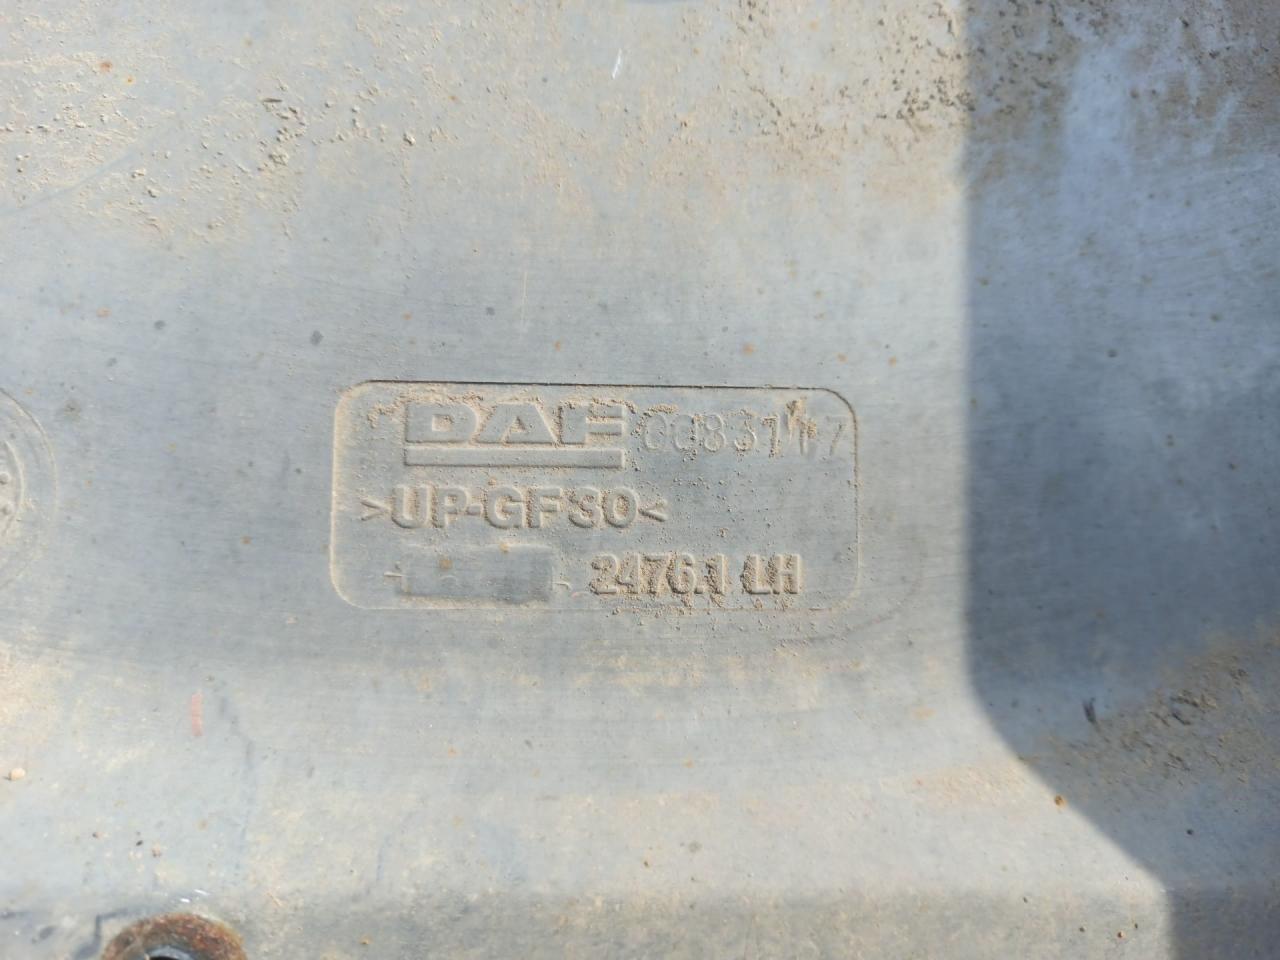 DAF
>UP-GF30<
2476.1 LH